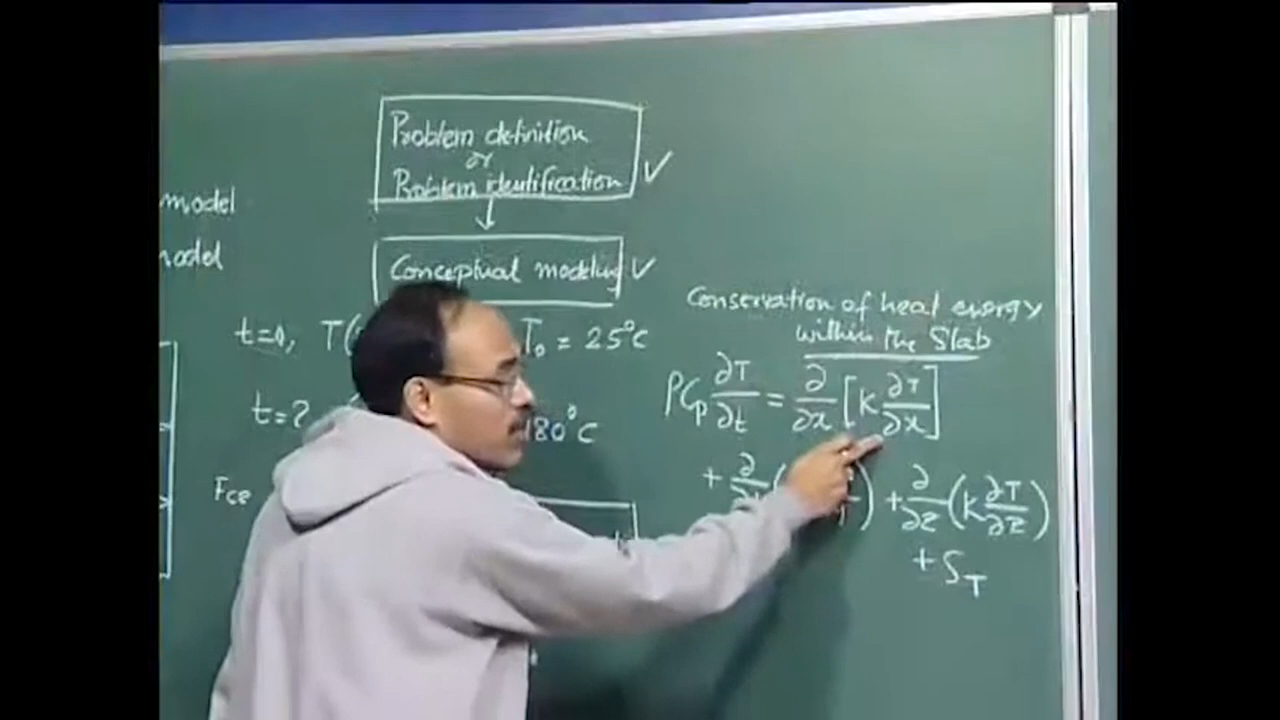 model
model
Problem definition
or
Problem identification ✓
Conceptual modeling ✓
t=0, T( T₀ = 25°C
t=? 180°C
Fce
Conservation of heat energy
within the Slab
ρCp ∂T/∂t = ∂/∂x [K ∂T/∂x]
+ ∂/ ( ) + ∂/∂z (K ∂T/∂z)
+ S_T